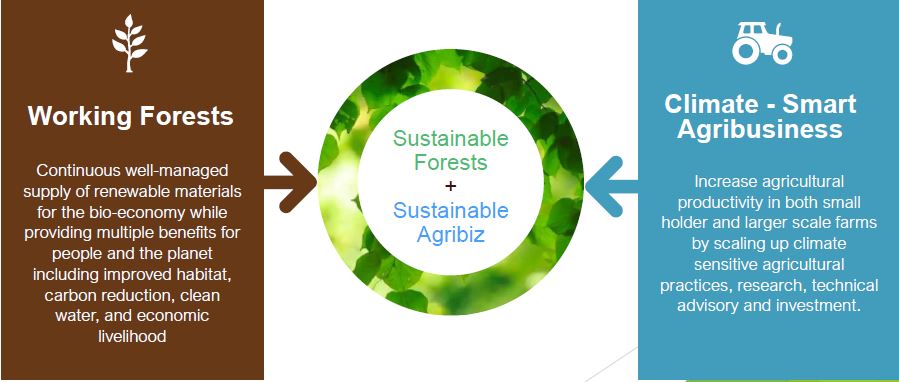 Working Forests
Continuous well-managed
supply of renewable materials
for the bio-economy while
providing multiple benefits for
people and the planet
including improved habitat,
carbon reduction, clean
water, and economic
livelihood
Sustainable
Forests
+
Sustainable
Agribiz
Climate - Smart
Agribusiness
Increase agricultural
productivity in both small
holder and larger scale farms
by scaling up climate
sensitive agricultural
practices, research, technical
advisory and investment.